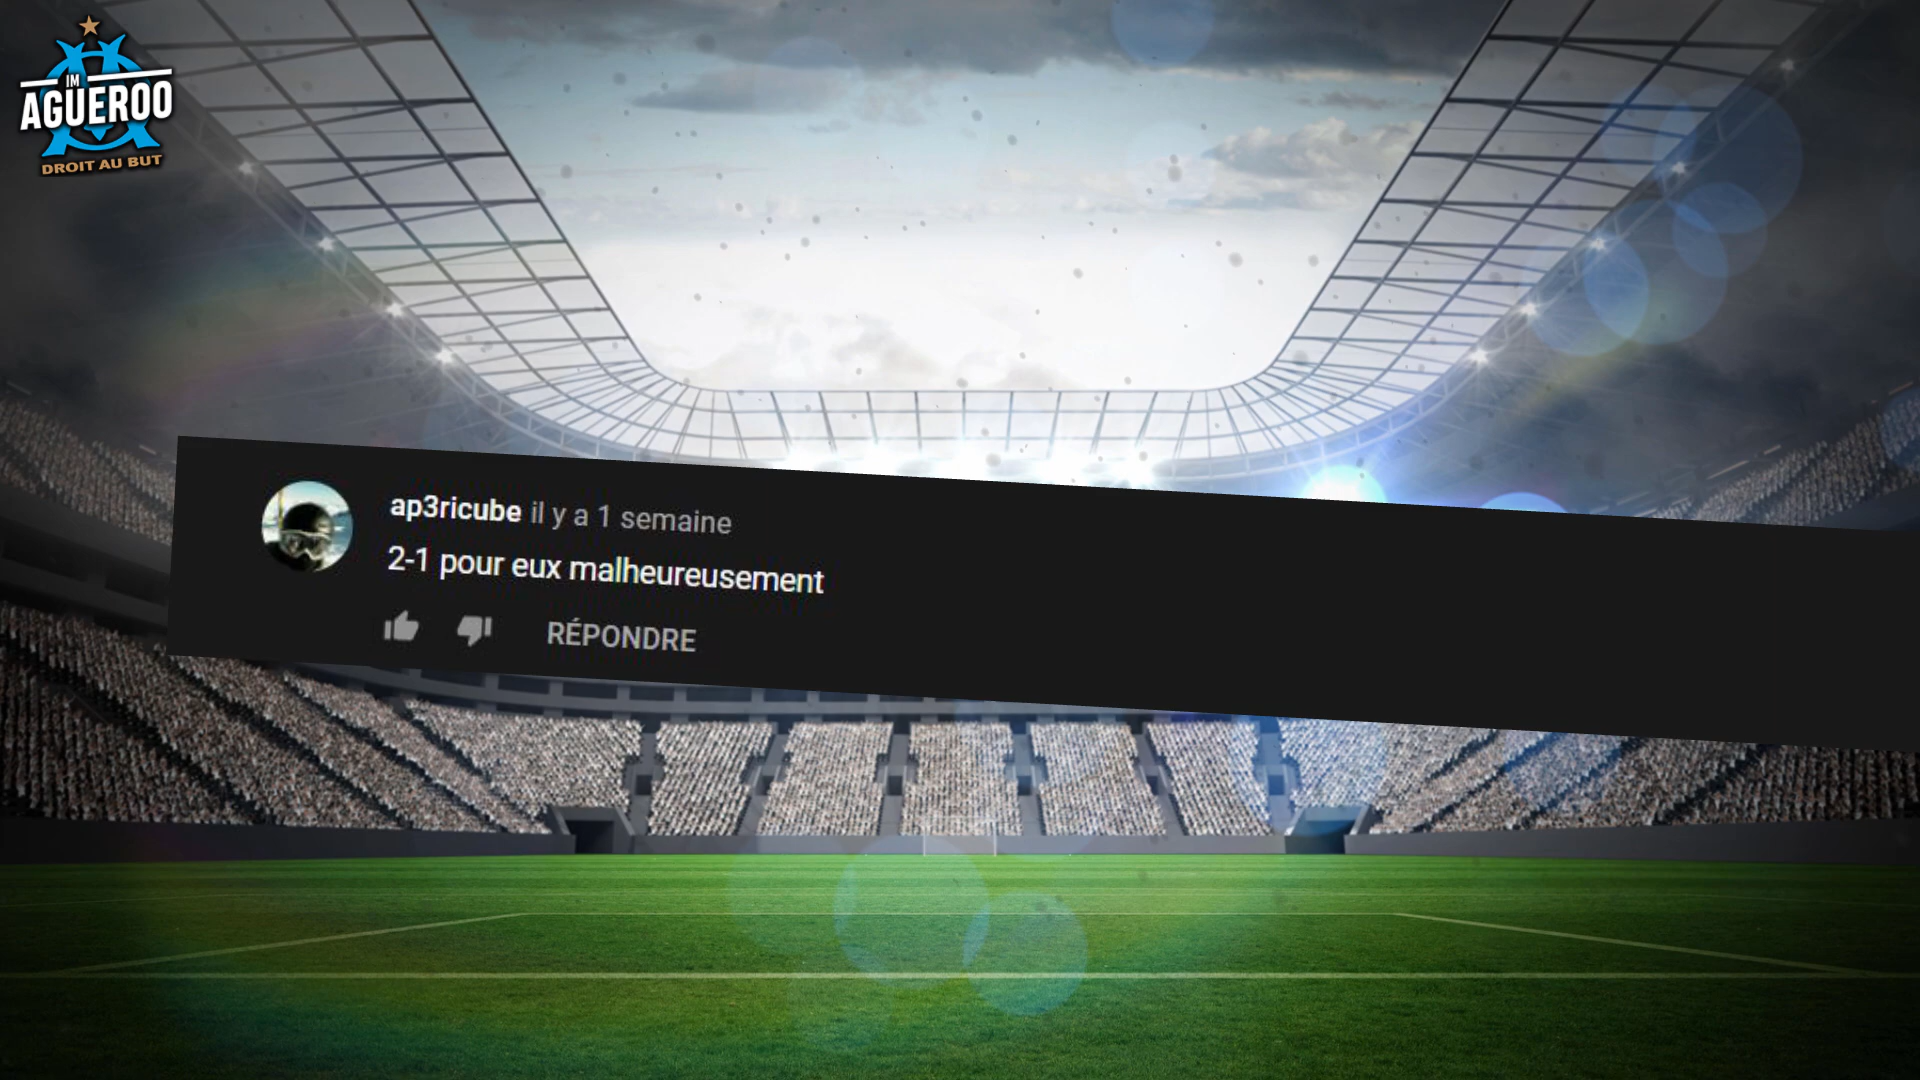 IM
AGUEROO
DROIT AU BUT
ap3ricube il y a 1 semaine
2-1 pour eux malheureusement
RÉPONDRE